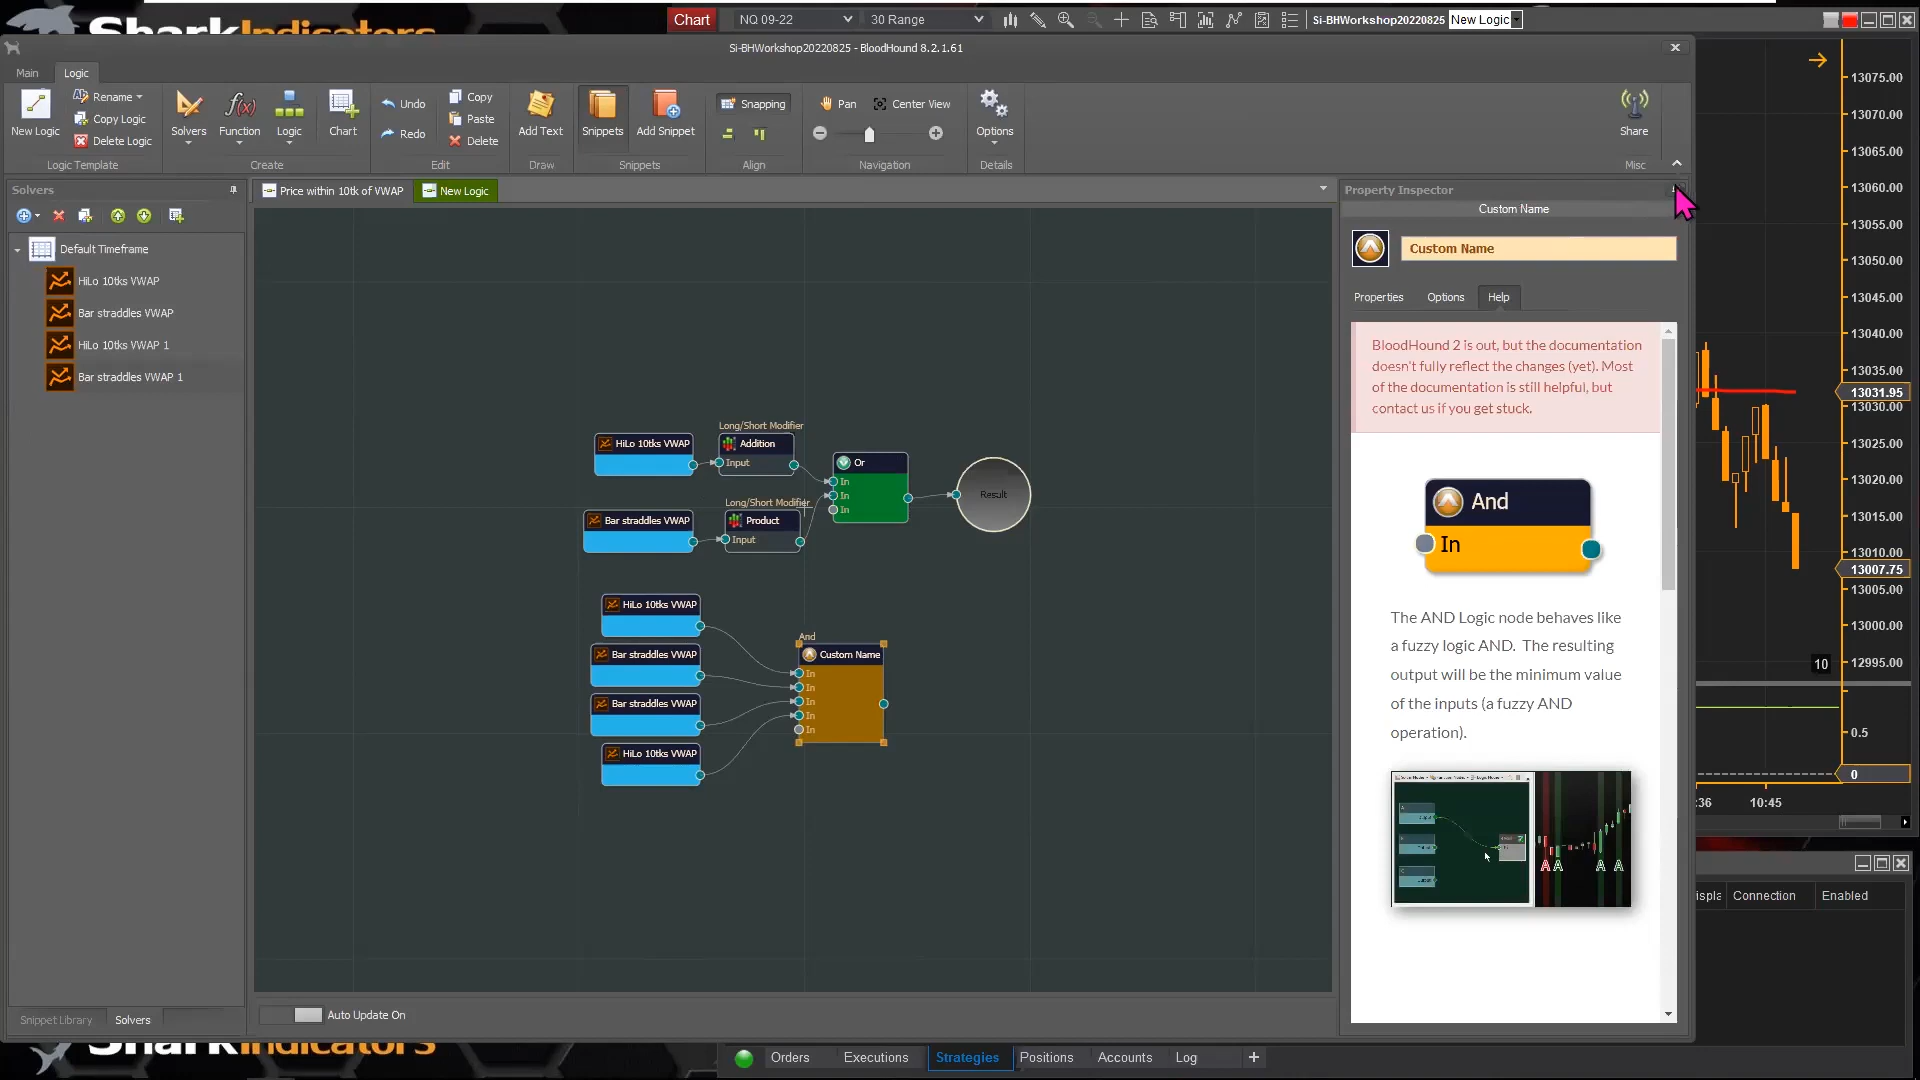 SharkIndicators
Chart
NQ 09-22
30 Range
Si-BHWorkshop20220825
New Logic
Si-BHWorkshop20220825 - BloodHound 8.2.1.61
Main
Logic
New Logic
Rename
Copy Logic
Delete Logic
Logic Template
Solvers
Function
Logic
Chart
Create
Undo
Redo
Copy
Paste
Delete
Edit
Add Text
Draw
Snippets
Add Snippet
Snippets
Snapping
Align
Pan
Center View
Navigation
Options
Details
Share
Misc
Solvers
Default Timeframe
HiLo 10tks VWAP
Bar straddles VWAP
HiLo 10tks VWAP 1
Bar straddles VWAP 1
Snippet Library
Solvers
Price within 10tk of VWAP
New Logic
HiLo 10tks VWAP
Long/Short Modifier
Addition
Input
Bar straddles VWAP
Long/Short Modifier
Product
Input
Or
In
In
In
Result
HiLo 10tks VWAP
Bar straddles VWAP
Bar straddles VWAP
HiLo 10tks VWAP
And
Custom Name
In
In
In
In
In
Auto Update On
Property Inspector
Custom Name
Custom Name
Properties
Options
Help
BloodHound 2 is out, but the documentation
doesn't fully reflect the changes (yet). Most
of the documentation is still helpful, but
contact us if you get stuck.
And
In
The AND Logic node behaves like
a fuzzy logic AND. The resulting
output will be the minimum value
of the inputs (a fuzzy AND
operation).
A A A A
13075.00
13070.00
13065.00
13060.00
13055.00
13050.00
13045.00
13040.00
13035.00
13031.95
13030.00
13025.00
13020.00
13015.00
13010.00
13007.75
13005.00
13000.00
10
12995.00
0.5
0
:36
10:45
ispla
Connection
Enabled
SharkIndicators
Orders
Executions
Strategies
Positions
Accounts
Log
+